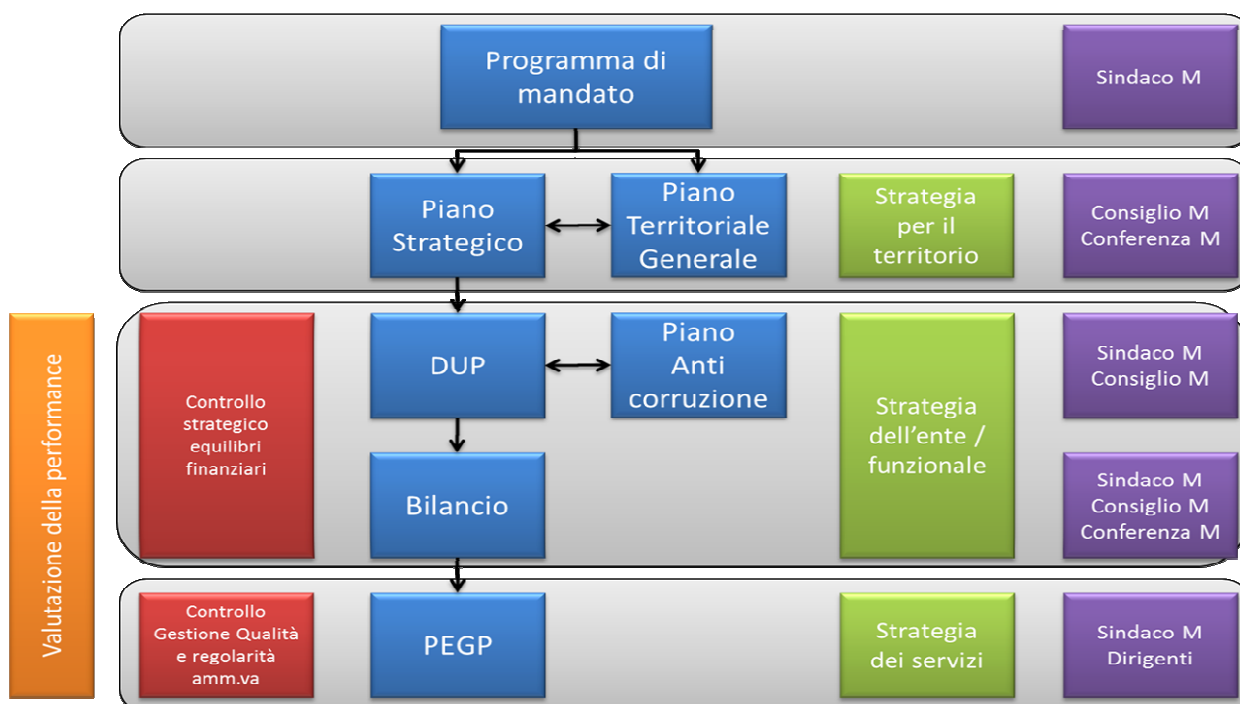 Programma di
mandato
Sindaco M
Piano
Strategico
Piano
Territoriale
Generale
Strategia
per il
territorio
Consiglio M
Conferenza M
Valutazione della performance
Controllo
strategico
equilibri
finanziari
DUP
Piano
Anti
corruzione
Strategia
dell'ente /
funzionale
Sindaco M
Consiglio M
Bilancio
Sindaco M
Consiglio M
Conferenza M
Controllo
Gestione Qualità
e regolarità
amm.va
PEGP
Strategia
dei servizi
Sindaco M
Dirigenti